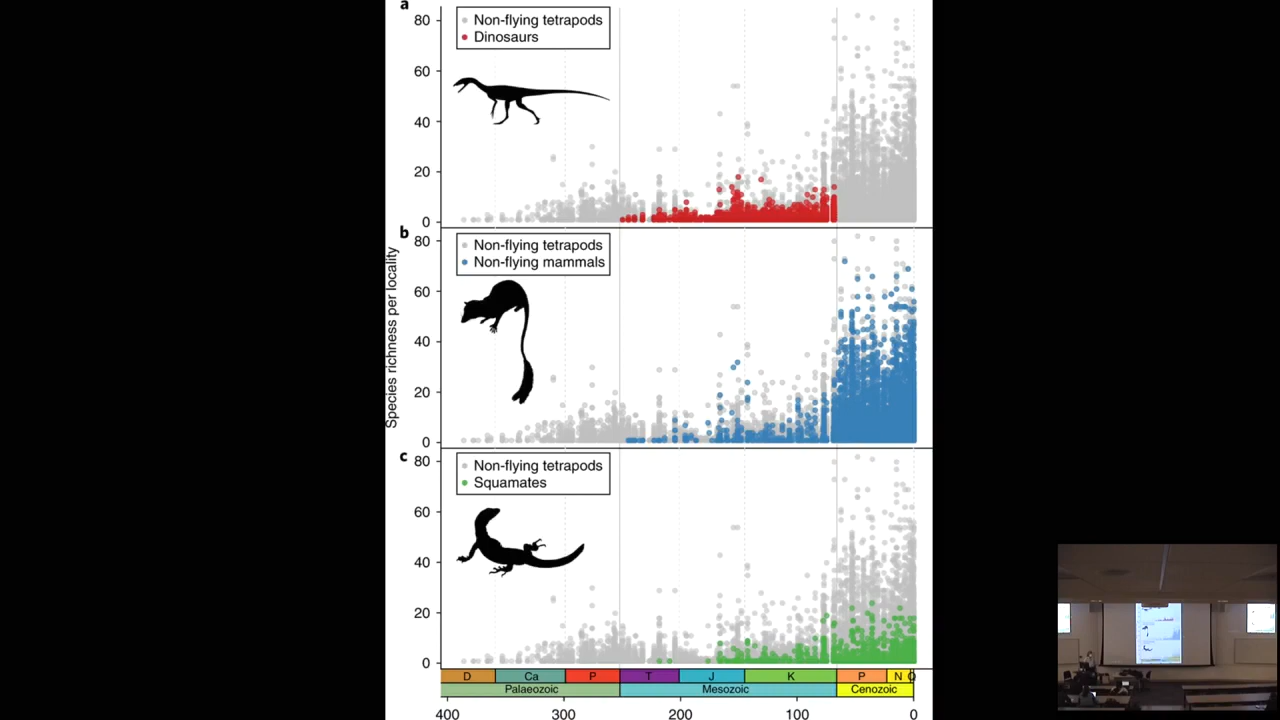 a
Non-flying tetrapods
Dinosaurs
80
60
40
20
0
b
Non-flying tetrapods
Non-flying mammals
80
60
40
20
0
Species richness per locality
c
Non-flying tetrapods
Squamates
80
60
40
20
0
D Ca P T J K P N Q
Palaeozoic Mesozoic Cenozoic
400 300 200 100 0